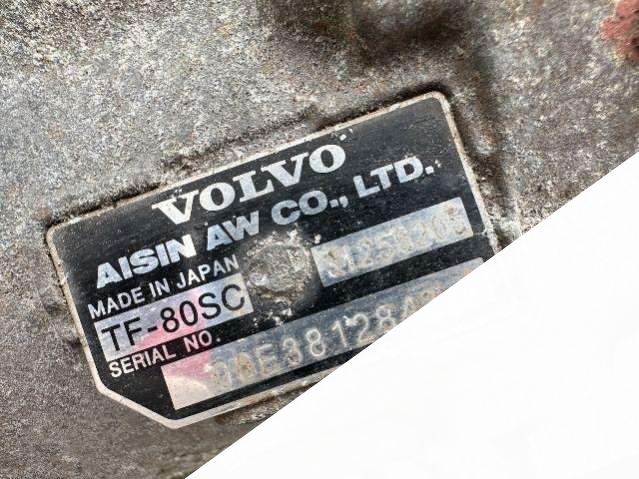 VOLVO
AISIN AW CO., LTD.
MADE IN JAPAN
TF-80SC
SERIAL NO.